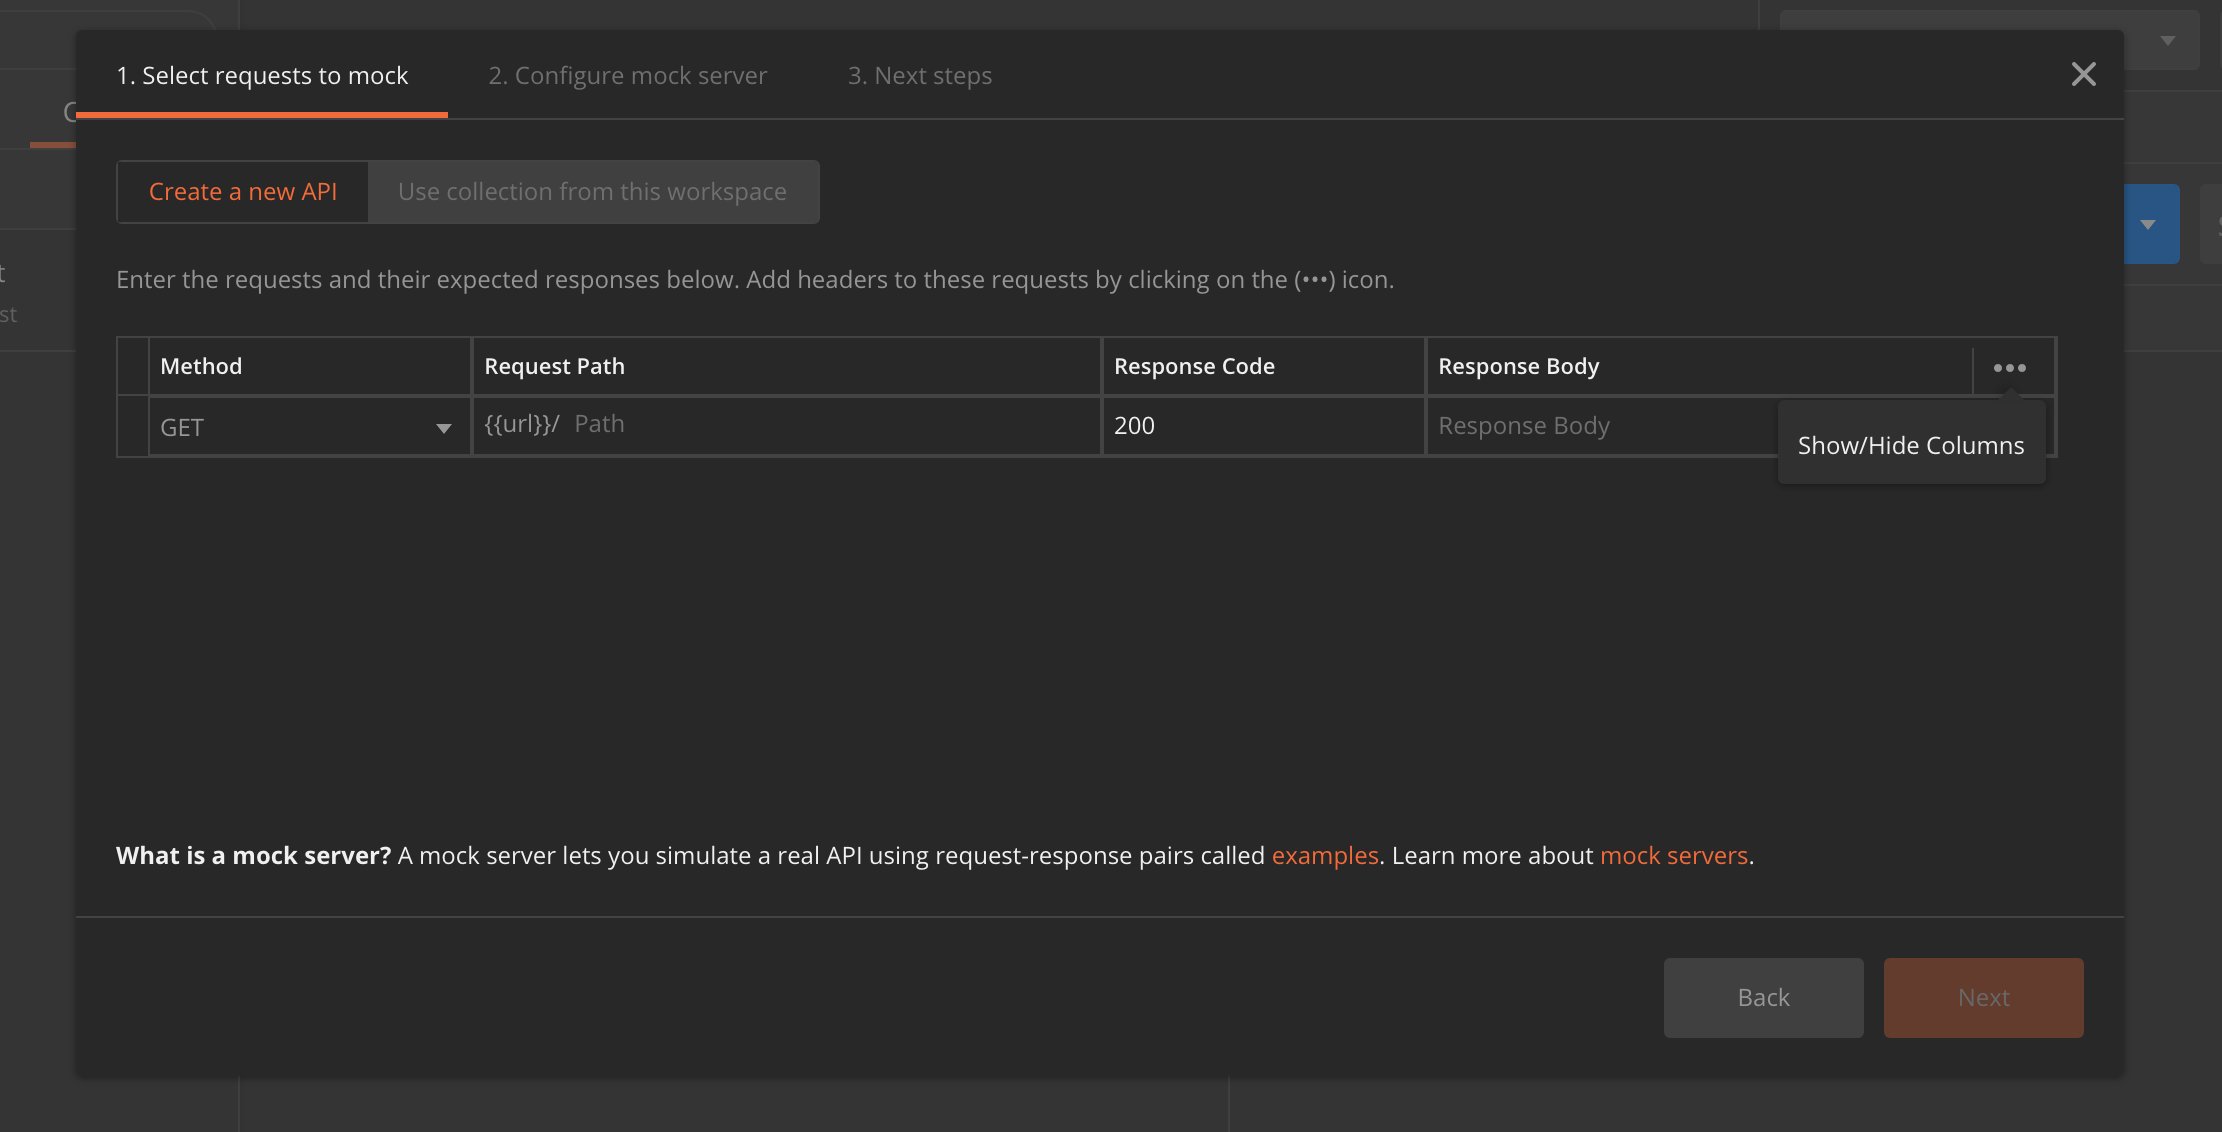 1. Select requests to mock 2. Configure mock server 3. Next steps
Create a new API Use collection from this workspace
Enter the requests and their expected responses below. Add headers to these requests by clicking on the (•••) icon.
Method Request Path Response Code Response Body •••
GET {{url}}/ Path 200 Response Body
Show/Hide Columns
What is a mock server? A mock server lets you simulate a real API using request-response pairs called examples. Learn more about mock servers.
Back Next